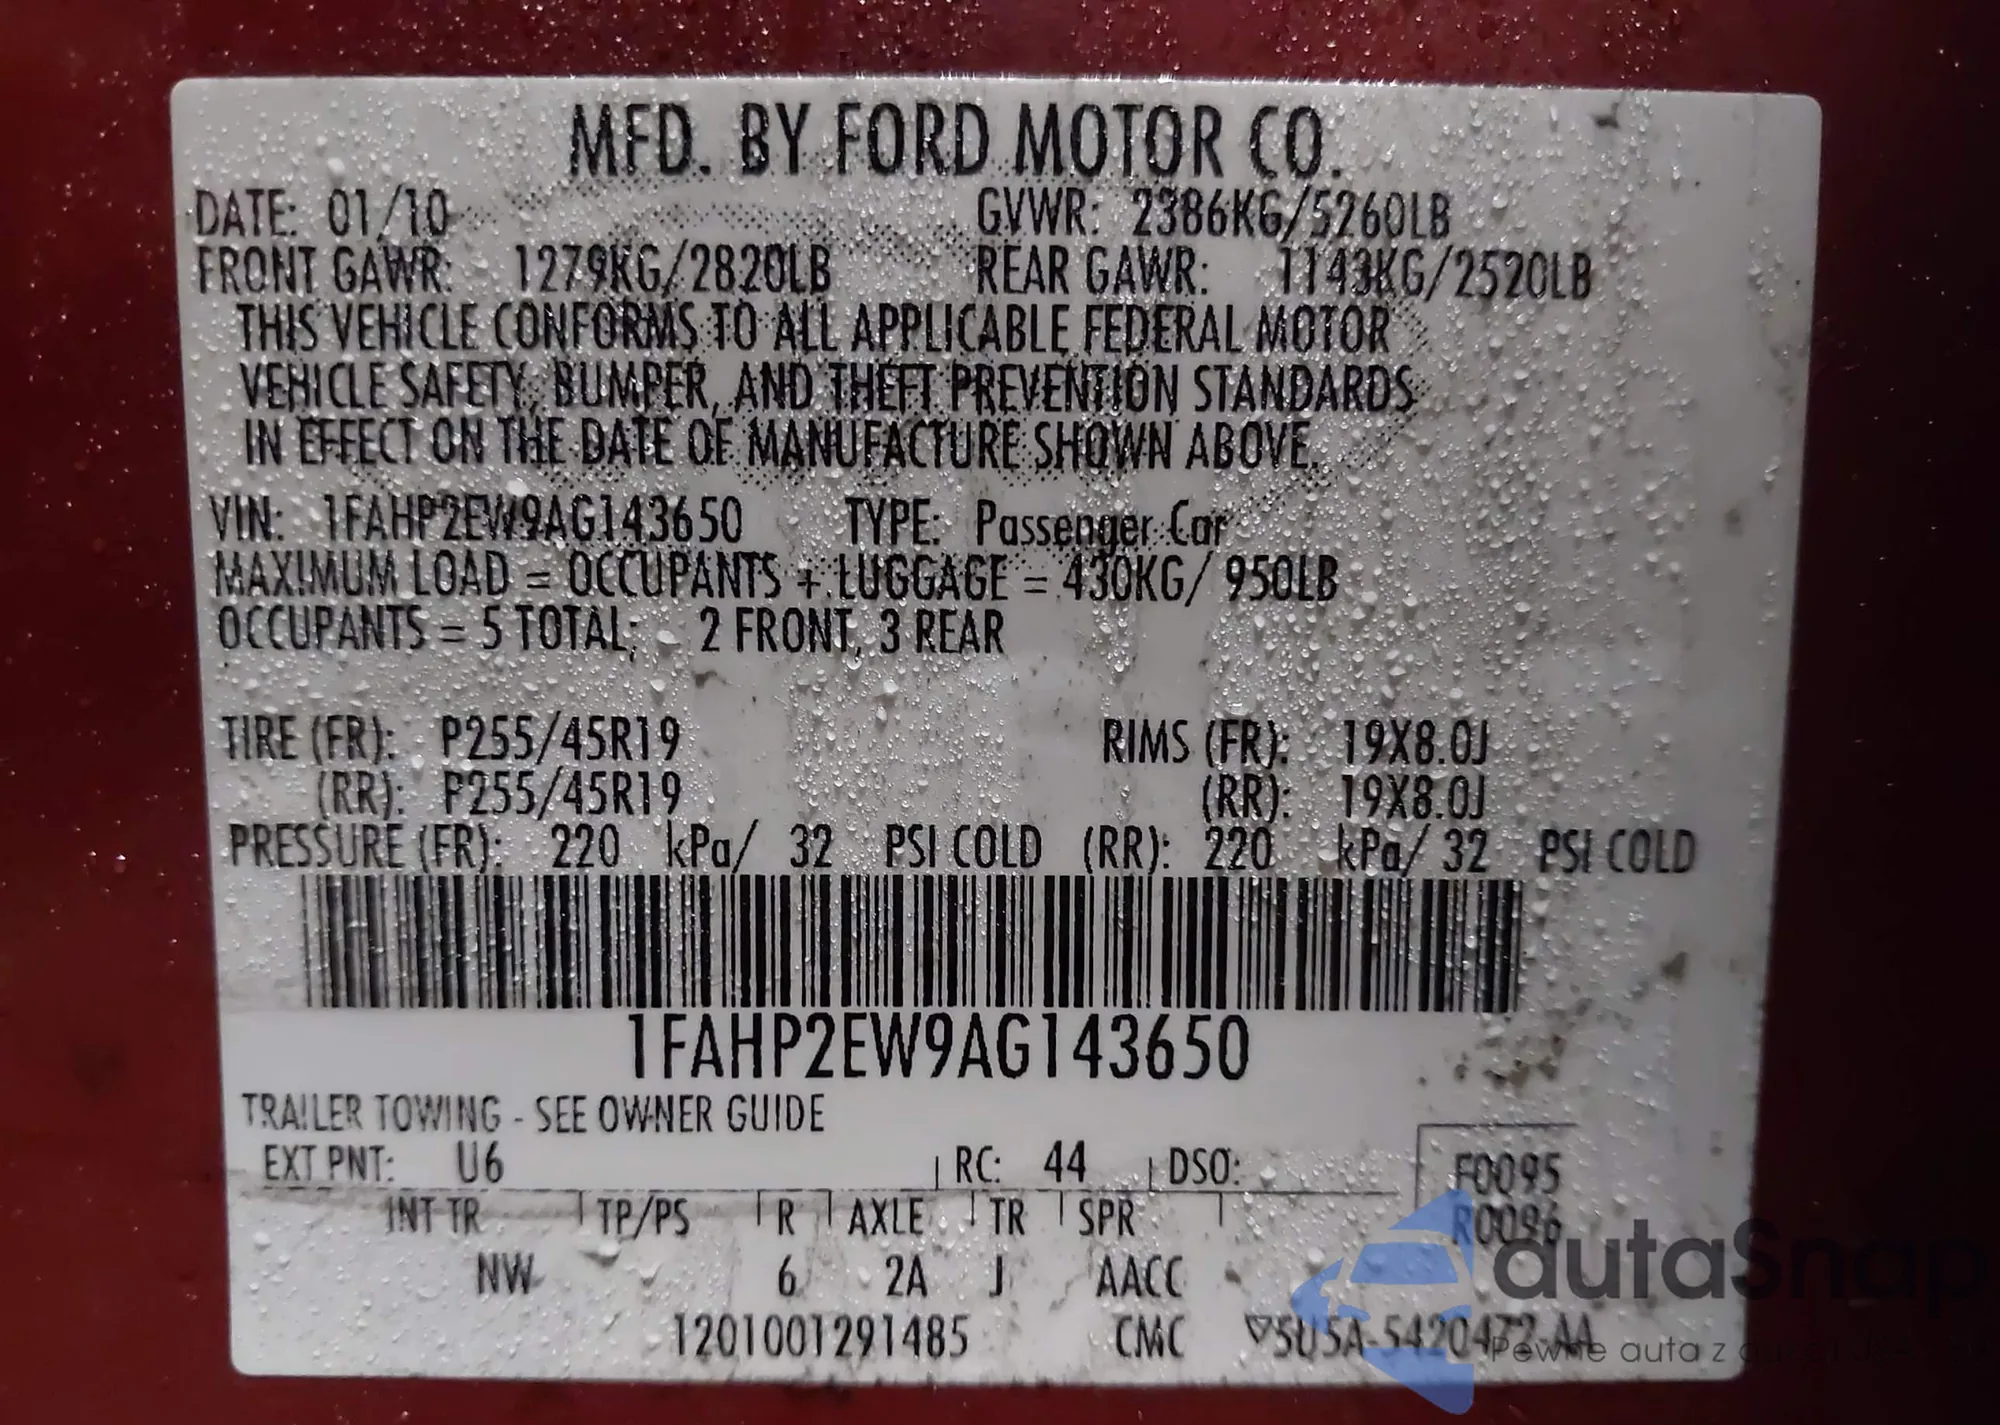 MFD. BY FORD MOTOR CO.
DATE: 01/10 GVWR: 2386KG/5260LB
FRONT GAWR: 1279KG/2820LB REAR GAWR: 1143KG/2520LB
THIS VEHICLE CONFORMS TO ALL APPLICABLE FEDERAL MOTOR
VEHICLE SAFETY, BUMPER, AND THEFT PREVENTION STANDARDS
IN EFFECT ON THE DATE OF MANUFACTURE SHOWN ABOVE.
VIN: 1FAHP2EW9AG143650 TYPE: Passenger Car
MAXIMUM LOAD = OCCUPANTS + LUGGAGE = 430KG/ 950LB
OCCUPANTS = 5 TOTAL; 2 FRONT, 3 REAR
TIRE (FR): P255/45R19 RIMS (FR): 19X8.0J
(RR): P255/45R19 (RR): 19X8.0J
PRESSURE (FR): 220 kPa/ 32 PSI COLD (RR): 220 kPa/ 32 PSI COLD
1FAHP2EW9AG143650
TRAILER TOWING - SEE OWNER GUIDE
EXT PNT: U6 RC: 44 DSO: F0095
INT TR TP/PS R AXLE TR SPR R0096
NW 6 2A J AACC
1201001291485 CMC ▽5U5A-5420472-AA
autaSnap
Pewne auta z